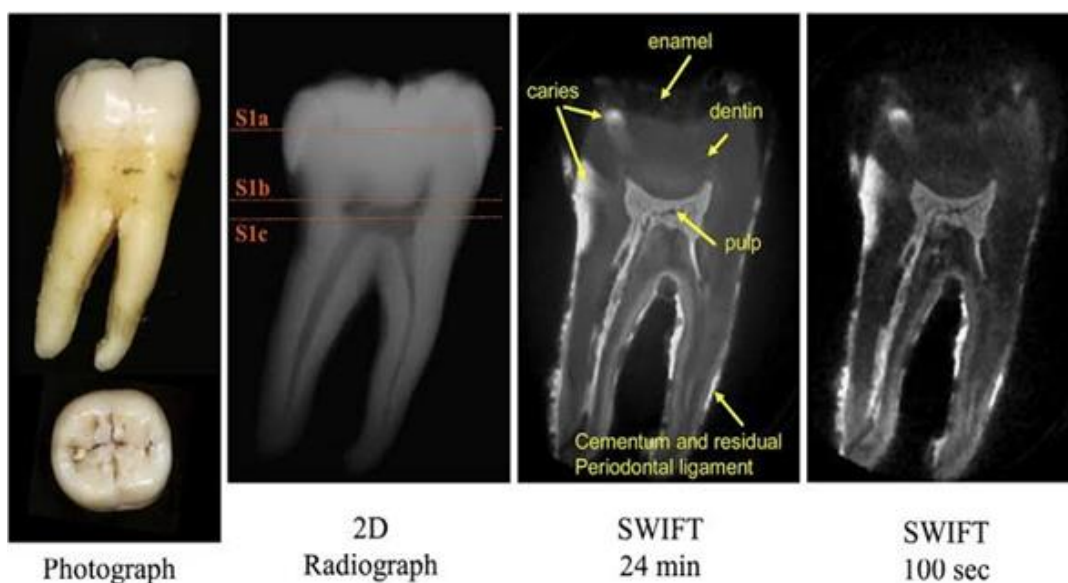 S1a
S1b
S1c
enamel
caries
dentin
pulp
Cementum and residual
Periodontal ligament
Photograph
2D
Radiograph
SWIFT
24 min
SWIFT
100 sec